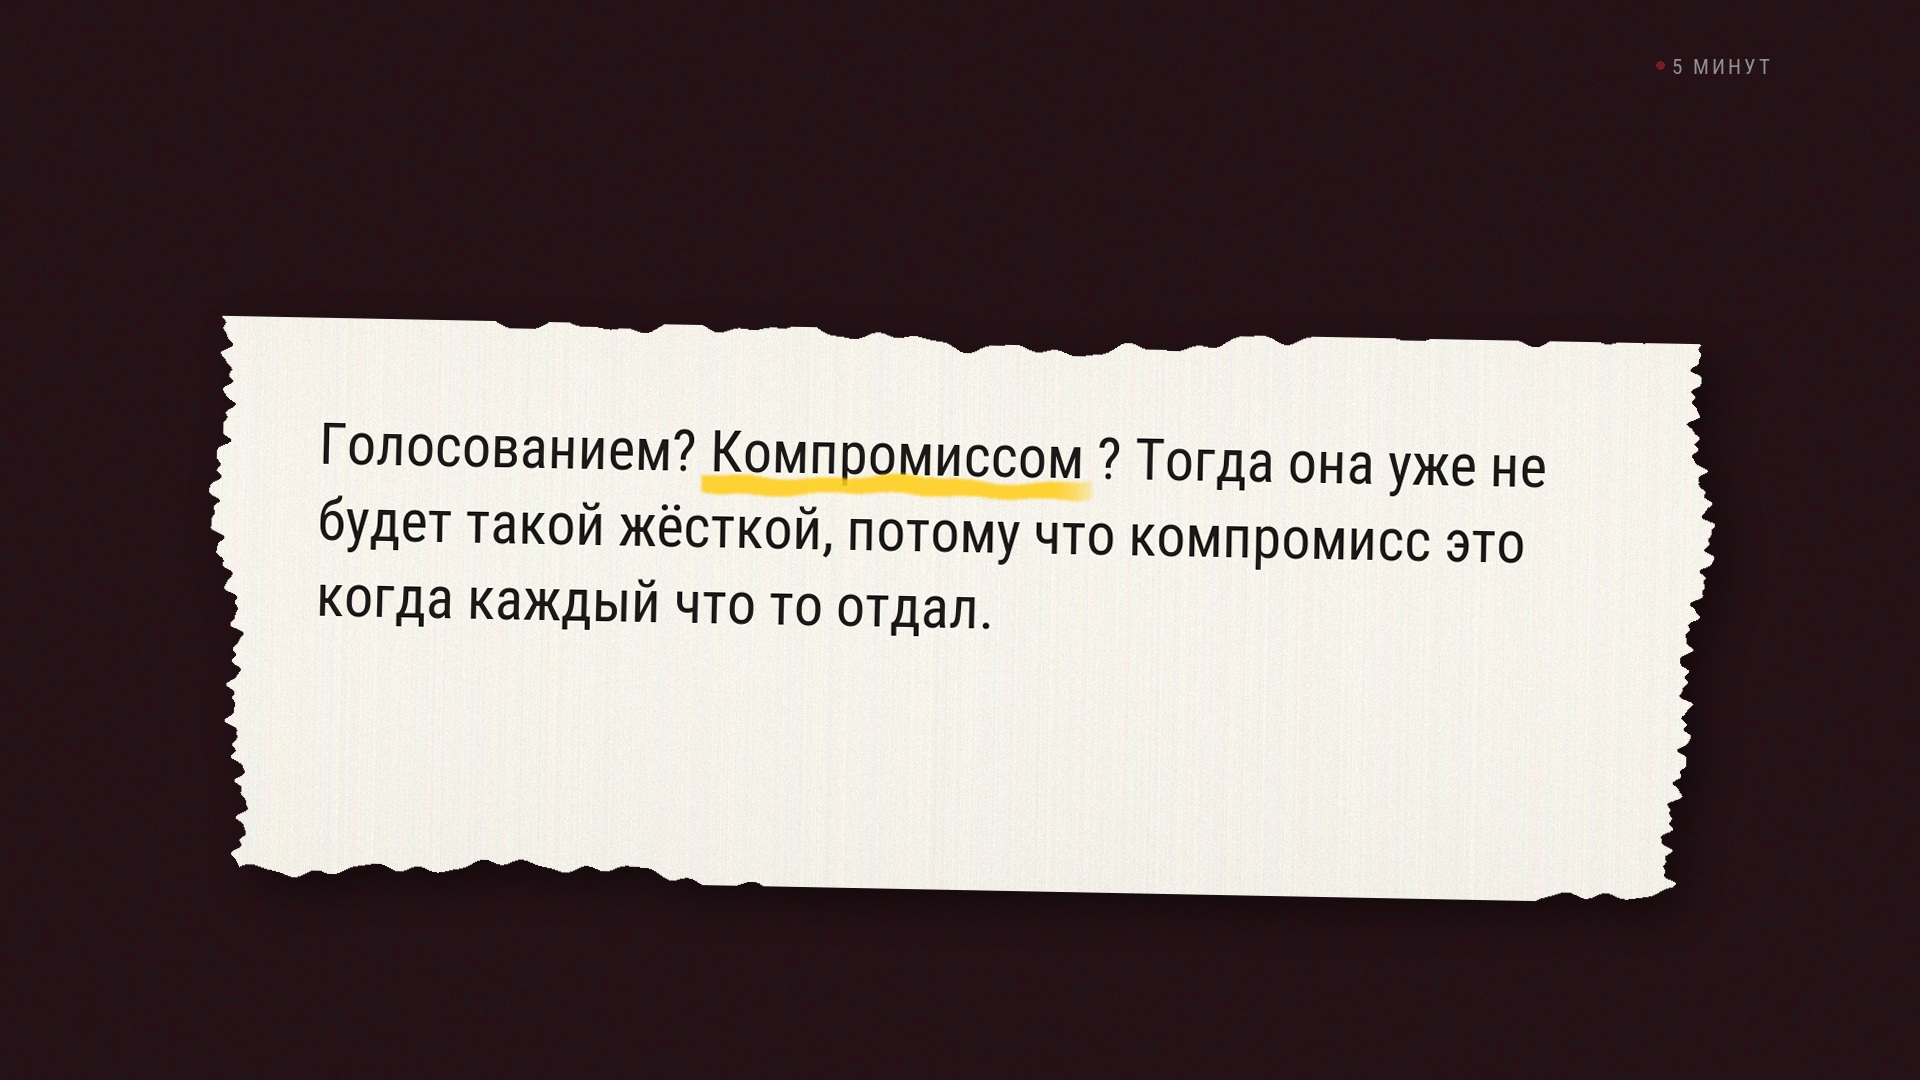 5 МИНУТ
Голосованием? Компромиссом ? Тогда она уже не
будет такой жёсткой, потому что компромисс это
когда каждый что то отдал.